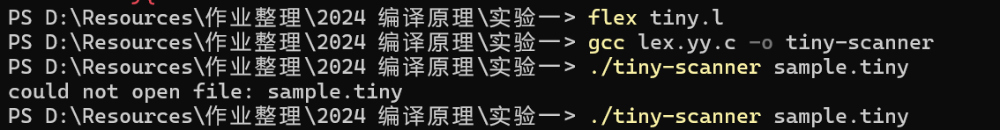 PS D:\Resources\作业整理\2024 编译原理\实验一> flex tiny.l
PS D:\Resources\作业整理\2024 编译原理\实验一> gcc lex.yy.c -o tiny-scanner
PS D:\Resources\作业整理\2024 编译原理\实验一> ./tiny-scanner sample.tiny
could not open file: sample.tiny
PS D:\Resources\作业整理\2024 编译原理\实验一> ./tiny-scanner sample.tiny